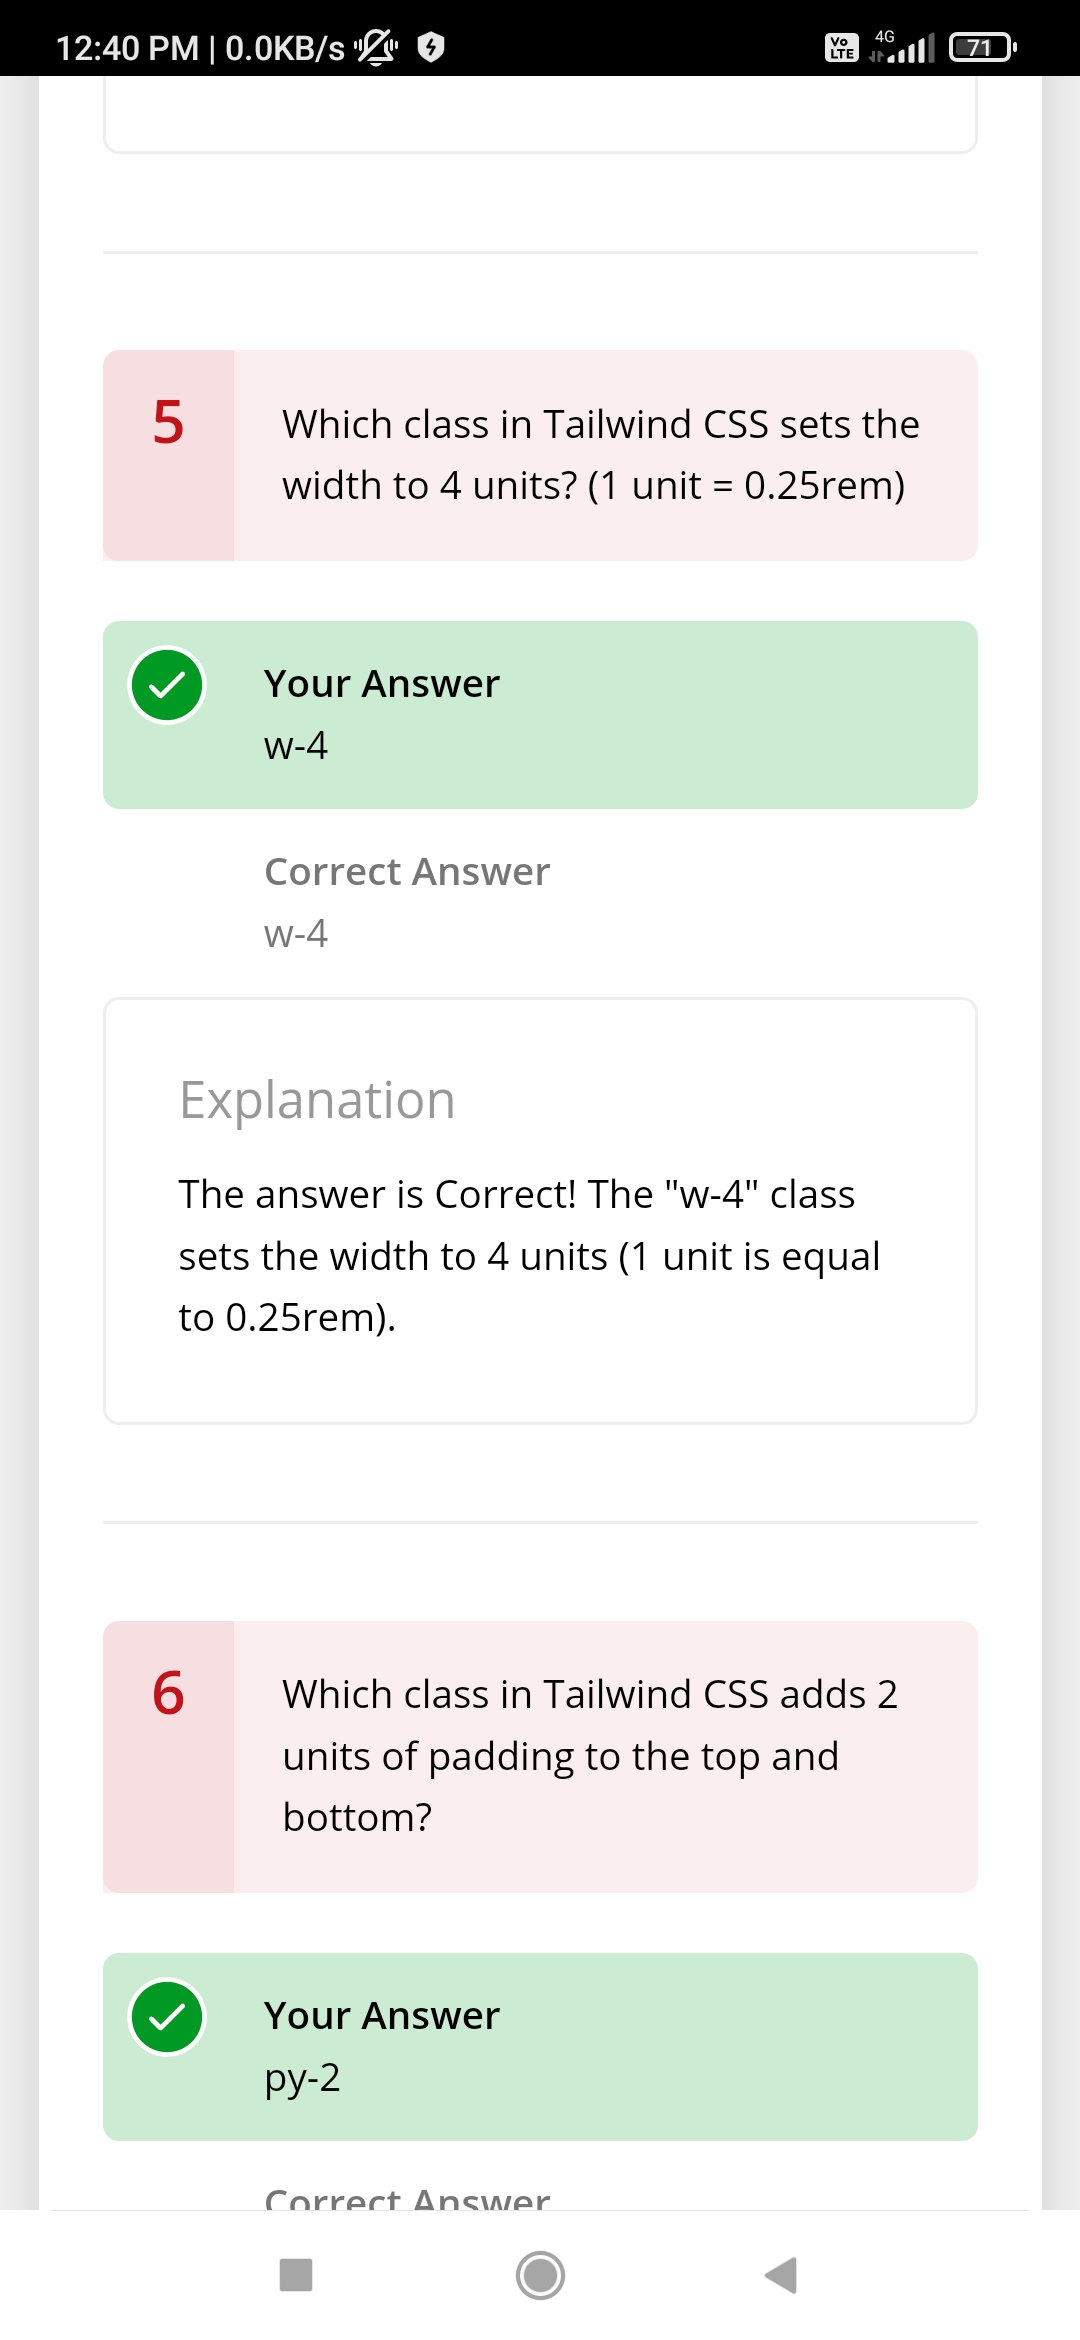 12:40 PM | 0.0KB/s
Vo LTE 4G 71
5
Which class in Tailwind CSS sets the
width to 4 units? (1 unit = 0.25rem)
Your Answer
w-4
Correct Answer
w-4
Explanation
The answer is Correct! The "w-4" class
sets the width to 4 units (1 unit is equal
to 0.25rem).
6
Which class in Tailwind CSS adds 2
units of padding to the top and
bottom?
Your Answer
py-2
Correct Answer